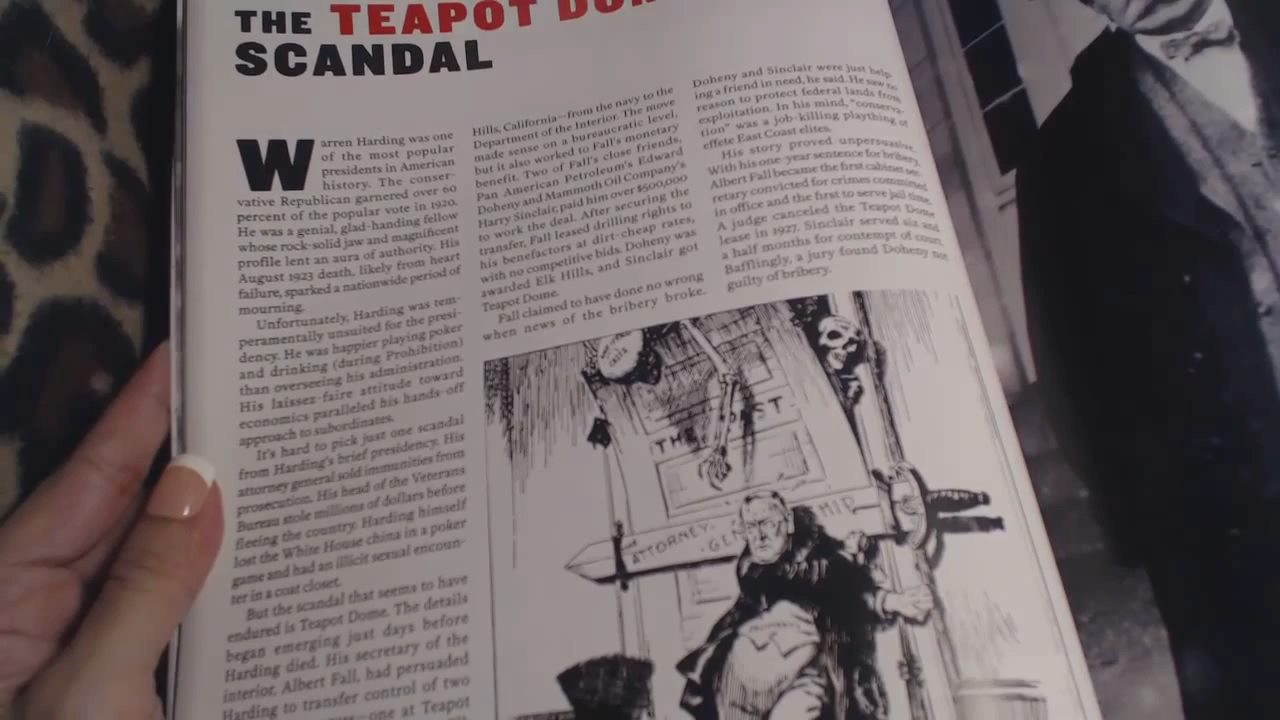 THE TEAPOT DOM
SCANDAL
Warren Harding was one
of the most popular
presidents in American
history. The conser-
vative Republican garnered over 60
percent of the popular vote in 1920.
He was a genial, glad-handing fellow
whose rock-solid jaw and magnificent
profile lent an aura of authority. His
August 1923 death, likely from heart
failure, sparked a nationwide period of
mourning.
Unfortunately, Harding was tem-
peramentally unsuited for the presi-
dency. He was happier playing poker
and drinking (during Prohibition)
than overseeing his administration.
His laissez-faire attitude toward
economics paralleled his hands-off
approach to subordinates.
It's hard to pick just one scandal
from Harding's brief presidency. His
attorney general sold immunities from
prosecution. His head of the Veterans
Bureau stole millions of dollars before
fleeing the country. Harding himself
lost the White House china in a poker
game and had an illicit sexual encoun-
ter in a coat closet.
But the scandal that seems to have
endured is Teapot Dome. The details
began emerging just days before
Harding died. His secretary of the
interior, Albert Fall, had persuaded
Harding to transfer control of two
one at Teapot
Hills, California—from the navy to the
Department of the Interior. The move
made sense on a bureaucratic level,
but it also worked to Fall's monetary
benefit. Two of Fall's close friends,
Pan American Petroleum's Edward
Doheny and Mammoth Oil Company's
Harry Sinclair, paid him over $500,000
to work the deal. After securing the
transfer, Fall leased drilling rights to
his benefactors at dirt-cheap rates,
with no competitive bids. Doheny was
awarded Elk Hills, and Sinclair got
Teapot Dome.
Fall claimed to have done no wrong
when news of the bribery broke.
Doheny and Sinclair were just help-
ing a friend in need, he said. He saw no
reason to protect federal lands from
exploitation. In his mind, "conserva-
tion" was a job-killing plaything of
effete East Coast elites.
His story proved unpersuasive.
With his one-year sentence for bribery,
Albert Fall became the first cabinet sec-
retary convicted for crimes committed
in office and the first to serve jail time.
A judge canceled the Teapot Dome
lease in 1927. Sinclair served six and
a half months for contempt of court.
Bafflingly, a jury found Doheny not
guilty of bribery.
THE PAST
ATTORNEY-
GEN
SHIP